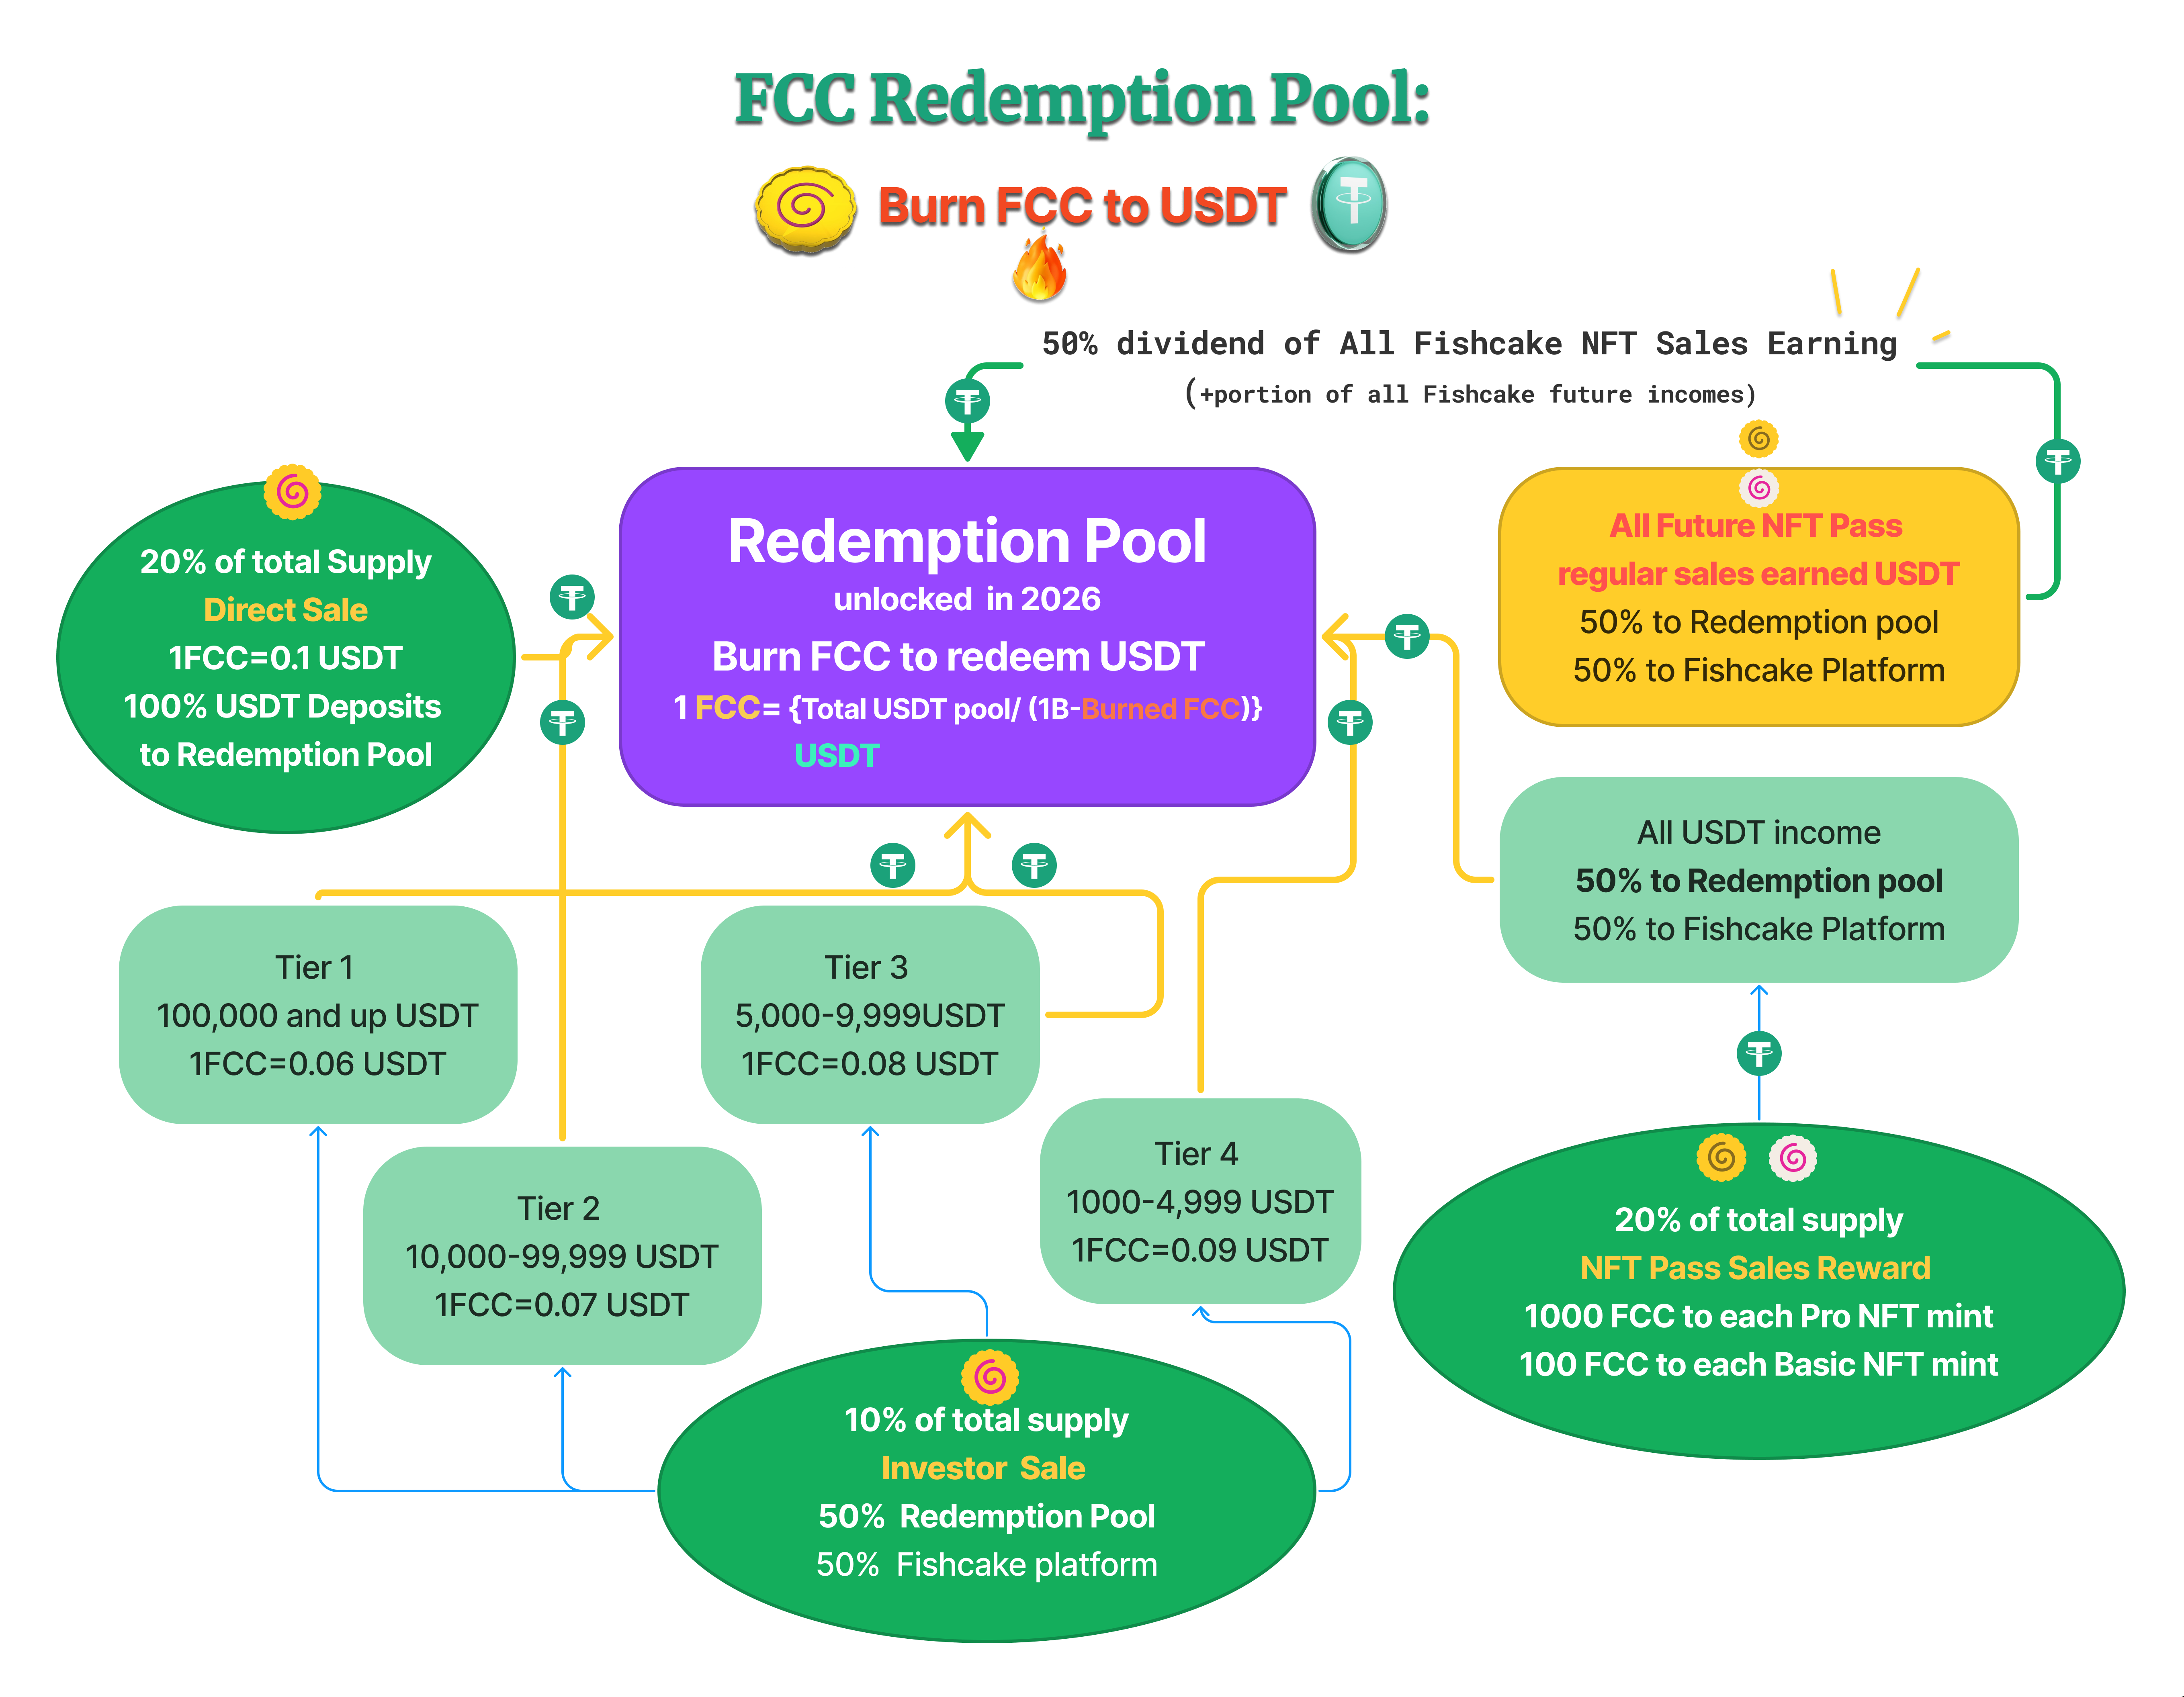 FCC Redemption Pool:
Burn FCC to USDT
50% dividend of All Fishcake NFT Sales Earning
(+portion of all Fishcake future incomes)
20% of total Supply
Direct Sale
1FCC=0.1 USDT
100% USDT Deposits
to Redemption Pool
Redemption Pool
unlocked in 2026
Burn FCC to redeem USDT
1 FCC= {Total USDT pool/ (1B-Burned FCC)}
USDT
All Future NFT Pass
regular sales earned USDT
50% to Redemption pool
50% to Fishcake Platform
All USDT income
50% to Redemption pool
50% to Fishcake Platform
Tier 1
100,000 and up USDT
1FCC=0.06 USDT
Tier 2
10,000-99,999 USDT
1FCC=0.07 USDT
Tier 3
5,000-9,999USDT
1FCC=0.08 USDT
Tier 4
1000-4,999 USDT
1FCC=0.09 USDT
20% of total supply
NFT Pass Sales Reward
1000 FCC to each Pro NFT mint
100 FCC to each Basic NFT mint
10% of total supply
Investor Sale
50% Redemption Pool
50% Fishcake platform